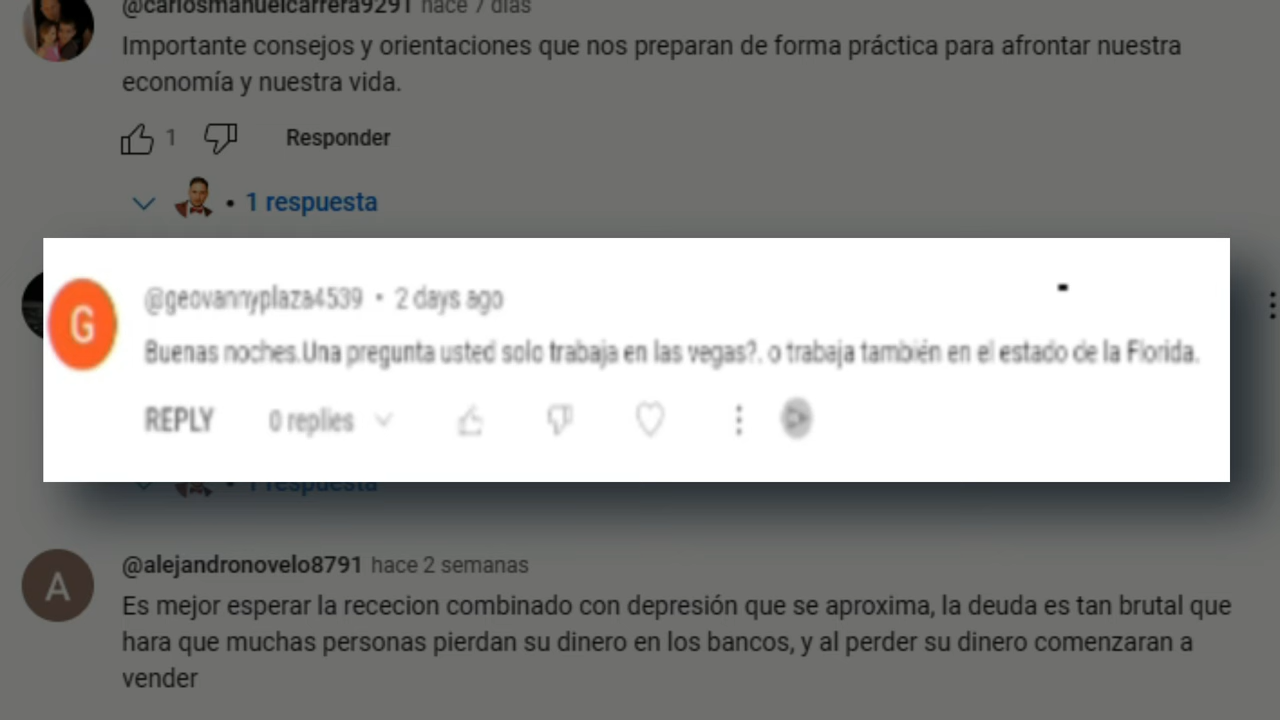 @carlosmanuelcarrera9291 hace 7 días
Importante consejos y orientaciones que nos preparan de forma práctica para afrontar nuestra
economía y nuestra vida.
1
Responder
• 1 respuesta
G
@geovannyplaza4539 • 2 days ago
Buenas noches.Una pregunta usted solo trabaja en las vegas?. o trabaja también en el estado de la Florida.
REPLY 0 replies
• 1 respuesta
A
@alejandronovelo8791 hace 2 semanas
Es mejor esperar la rececion combinado con depresión que se aproxima, la deuda es tan brutal que
hara que muchas personas pierdan su dinero en los bancos, y al perder su dinero comenzaran a
vender